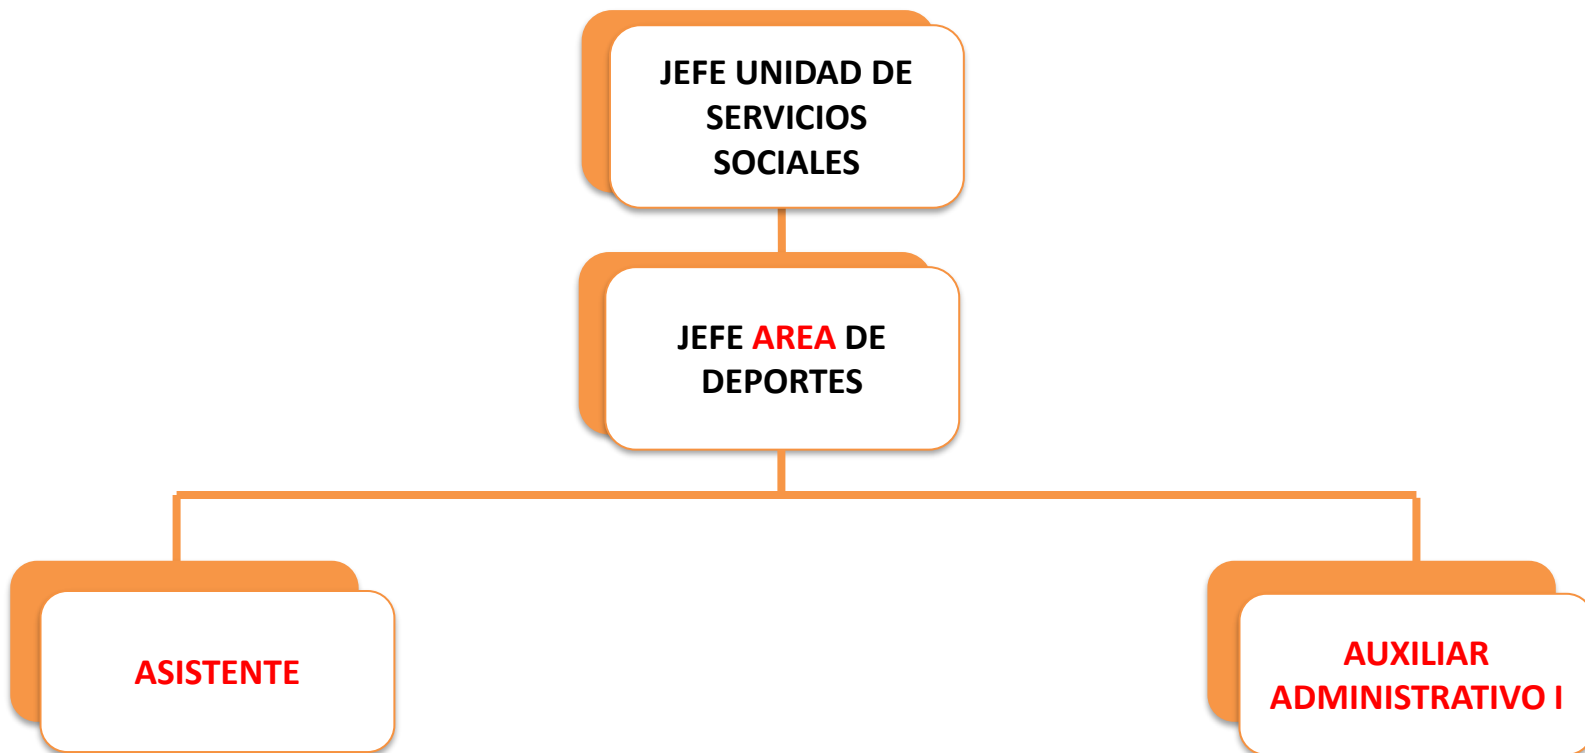 JEFE UNIDAD DE
SERVICIOS
SOCIALES
JEFE AREA DE
DEPORTES
ASISTENTE
AUXILIAR
ADMINISTRATIVO I